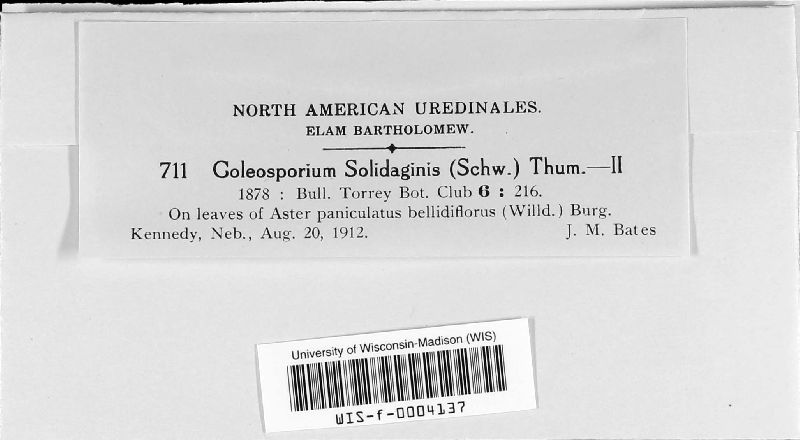 NORTH AMERICAN UREDINALES.
ELAM BARTHOLOMEW.
711 Coleosporium Solidaginis (Schw.) Thum.—II
1878 : Bull. Torrey Bot. Club 6 : 216.
On leaves of Aster paniculatus bellidiflorus (Willd.) Burg.
Kennedy, Neb., Aug. 20, 1912. J. M. Bates
University of Wisconsin-Madison (WIS)
WIS-f-0004137